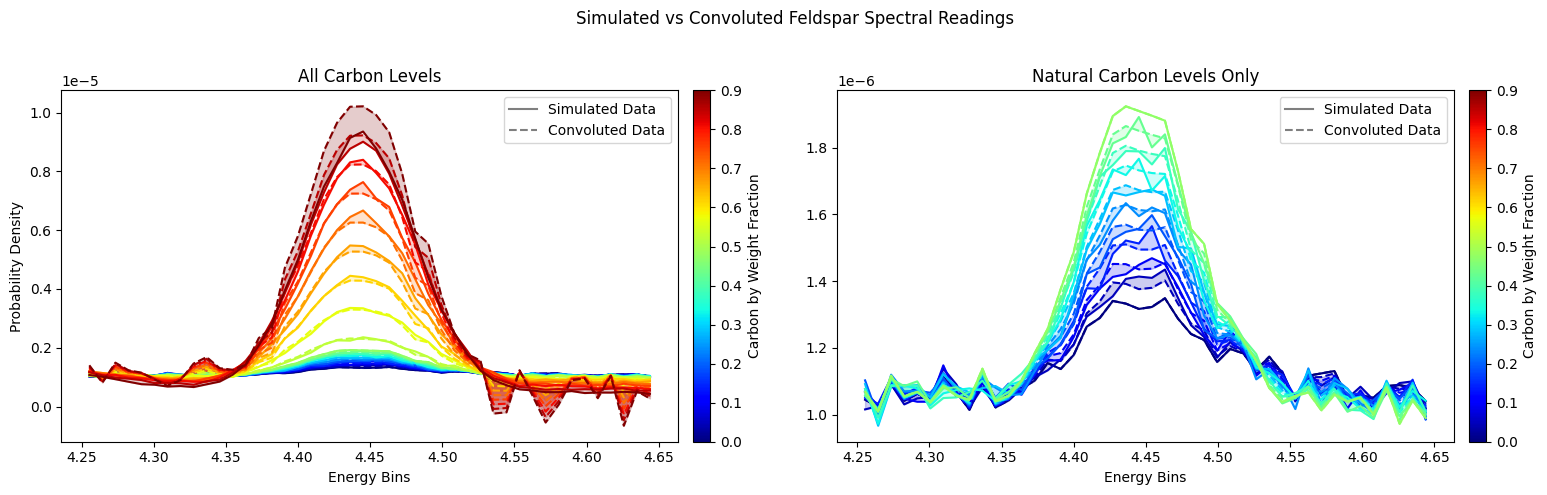 Simulated vs Convoluted Feldspar Spectral Readings
All Carbon Levels
1e−5
Simulated Data
Convoluted Data
Probability Density
1.0
0.8
0.6
0.4
0.2
0.0
4.25 4.30 4.35 4.40 4.45 4.50 4.55 4.60 4.65
Energy Bins
0.9
0.8
0.7
0.6
0.5
0.4
0.3
0.2
0.1
0.0
Carbon by Weight Fraction
Natural Carbon Levels Only
1e−6
Simulated Data
Convoluted Data
1.8
1.6
1.4
1.2
1.0
4.25 4.30 4.35 4.40 4.45 4.50 4.55 4.60 4.65
Energy Bins
0.9
0.8
0.7
0.6
0.5
0.4
0.3
0.2
0.1
0.0
Carbon by Weight Fraction